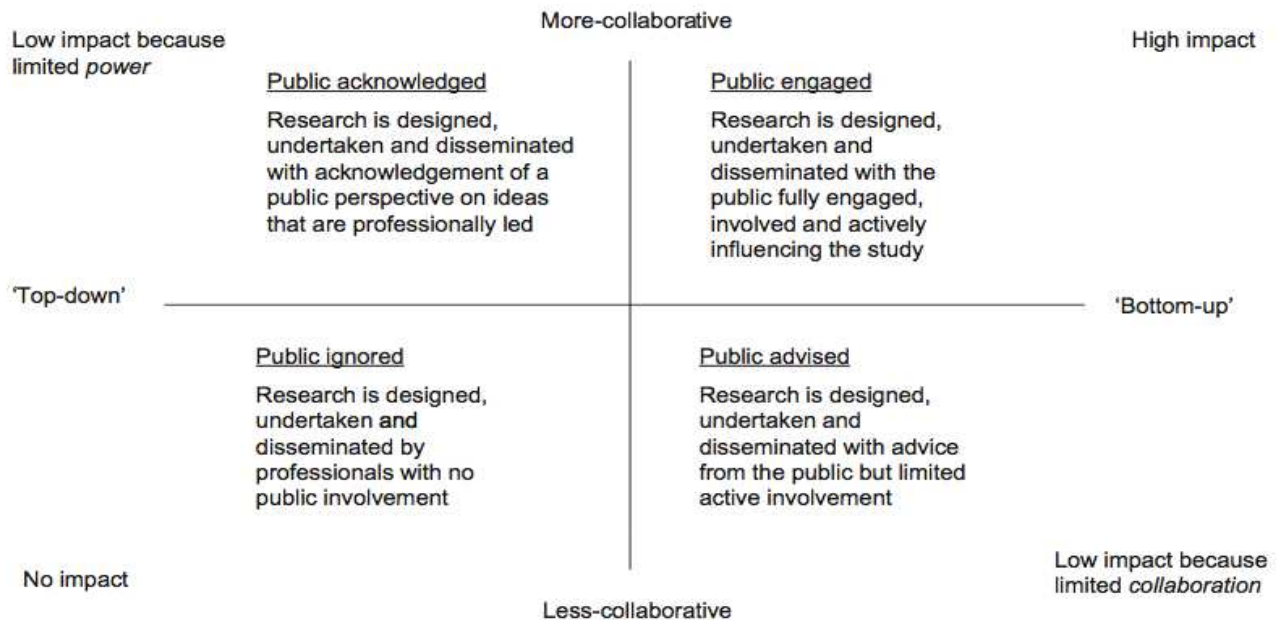 More-collaborative
Low impact because
limited power
High impact
Public acknowledged
Research is designed,
undertaken and disseminated
with acknowledgement of a
public perspective on ideas
that are professionally led
Public engaged
Research is designed,
undertaken and
disseminated with the
public fully engaged,
involved and actively
influencing the study
'Top-down'
'Bottom-up'
Public ignored
Research is designed,
undertaken and
disseminated by
professionals with no
public involvement
Public advised
Research is designed,
undertaken and
disseminated with advice
from the public but limited
active involvement
No impact
Low impact because
limited collaboration
Less-collaborative